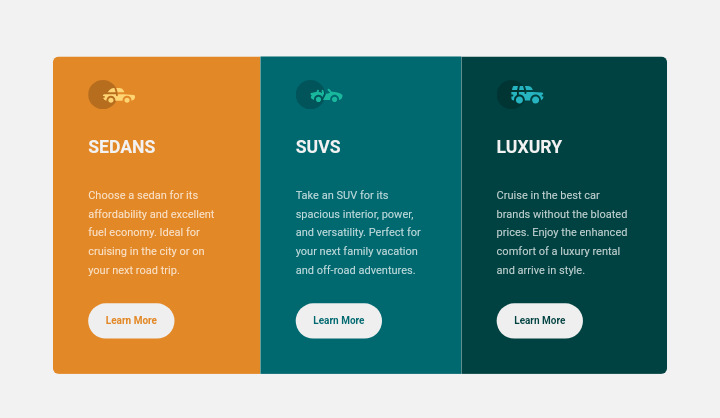 SEDANS
Choose a sedan for its
affordability and excellent
fuel economy. Ideal for
cruising in the city or on
your next road trip.
Learn More
SUVS
Take an SUV for its
spacious interior, power,
and versatility. Perfect for
your next family vacation
and off-road adventures.
Learn More
LUXURY
Cruise in the best car
brands without the bloated
prices. Enjoy the enhanced
comfort of a luxury rental
and arrive in style.
Learn More